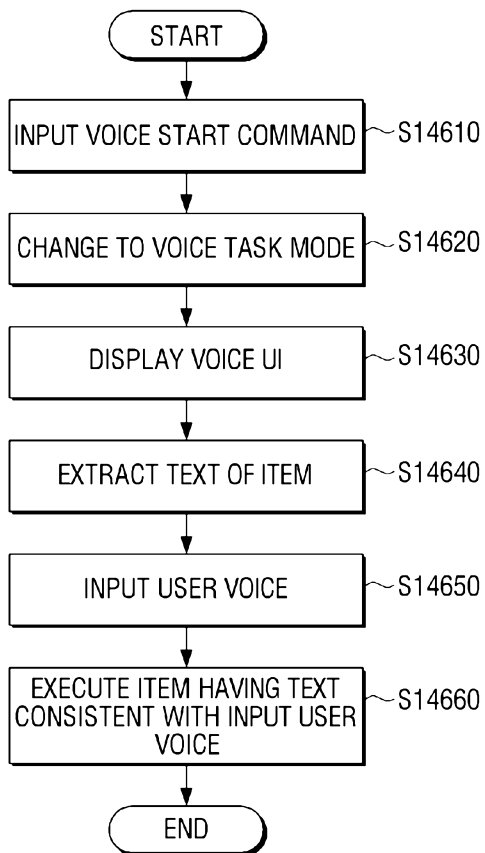 START
INPUT VOICE START COMMAND
S14610
CHANGE TO VOICE TASK MODE
S14620
DISPLAY VOICE UI
S14630
EXTRACT TEXT OF ITEM
S14640
INPUT USER VOICE
S14650
EXECUTE ITEM HAVING TEXT
CONSISTENT WITH INPUT USER
VOICE
S14660
END